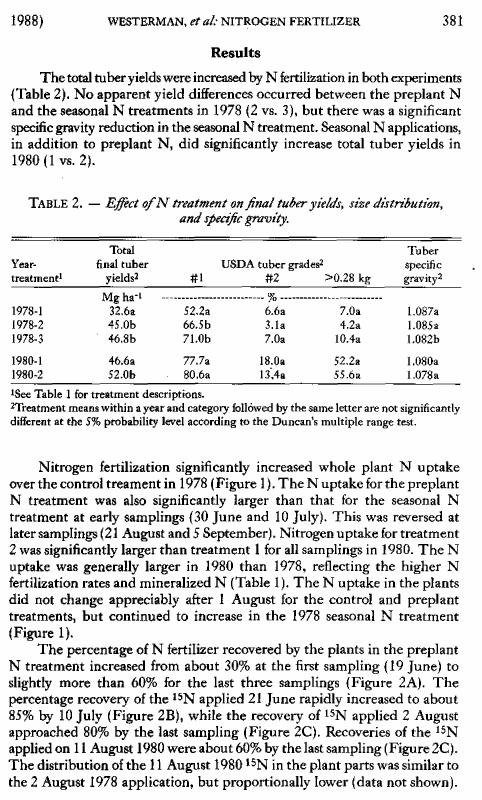 1988) WESTERMAN, et al: NITROGEN FERTILIZER 381
Results
The total tuber yields were increased by N fertilization in both experiments
(Table 2). No apparent yield differences occurred between the preplant N
and the seasonal N treatments in 1978 (2 vs. 3), but there was a significant
specific gravity reduction in the seasonal N treatment. Seasonal N applications,
in addition to preplant N, did significantly increase total tuber yields in
1980 (1 vs. 2).
TABLE 2. — Effect of N treatment on final tuber yields, size distribution,
and specific gravity.
Total Tuber
Year- final tuber USDA tuber grades² specific
treatment¹ yields² #1 #2 >0.28 kg gravity²
Mg ha⁻¹ ------------------------- % -------------------------
1978-1 32.6a 52.2a 6.6a 7.0a 1.087a
1978-2 45.0b 66.5b 3.1a 4.2a 1.085a
1978-3 46.8b 71.0b 7.0a 10.4a 1.082b
1980-1 46.6a 77.7a 18.0a 52.2a 1.080a
1980-2 52.0b 80.6a 13,4a 55.6a 1.078a
¹See Table 1 for treatment descriptions.
²Treatment means within a year and category followed by the same letter are not significantly
different at the 5% probability level according to the Duncan's multiple range test.
Nitrogen fertilization significantly increased whole plant N uptake
over the control treament in 1978 (Figure 1). The N uptake for the preplant
N treatment was also significantly larger than that for the seasonal N
treatment at early samplings (30 June and 10 July). This was reversed at
later samplings (21 August and 5 September). Nitrogen uptake for treatment
2 was significantly larger than treatment 1 for all samplings in 1980. The N
uptake was generally larger in 1980 than 1978, reflecting the higher N
fertilization rates and mineralized N (Table 1). The N uptake in the plants
did not change appreciably after 1 August for the control and preplant
treatments, but continued to increase in the 1978 seasonal N treatment
(Figure 1).
The percentage of N fertilizer recovered by the plants in the preplant
N treatment increased from about 30% at the first sampling (19 June) to
slightly more than 60% for the last three samplings (Figure 2A). The
percentage recovery of the ¹⁵N applied 21 June rapidly increased to about
85% by 10 July (Figure 2B), while the recovery of ¹⁵N applied 2 August
approached 80% by the last sampling (Figure 2C). Recoveries of the ¹⁵N
applied on 11 August 1980 were about 60% by the last sampling (Figure 2C).
The distribution of the 11 August 1980 ¹⁵N in the plant parts was similar to
the 2 August 1978 application, but proportionally lower (data not shown).